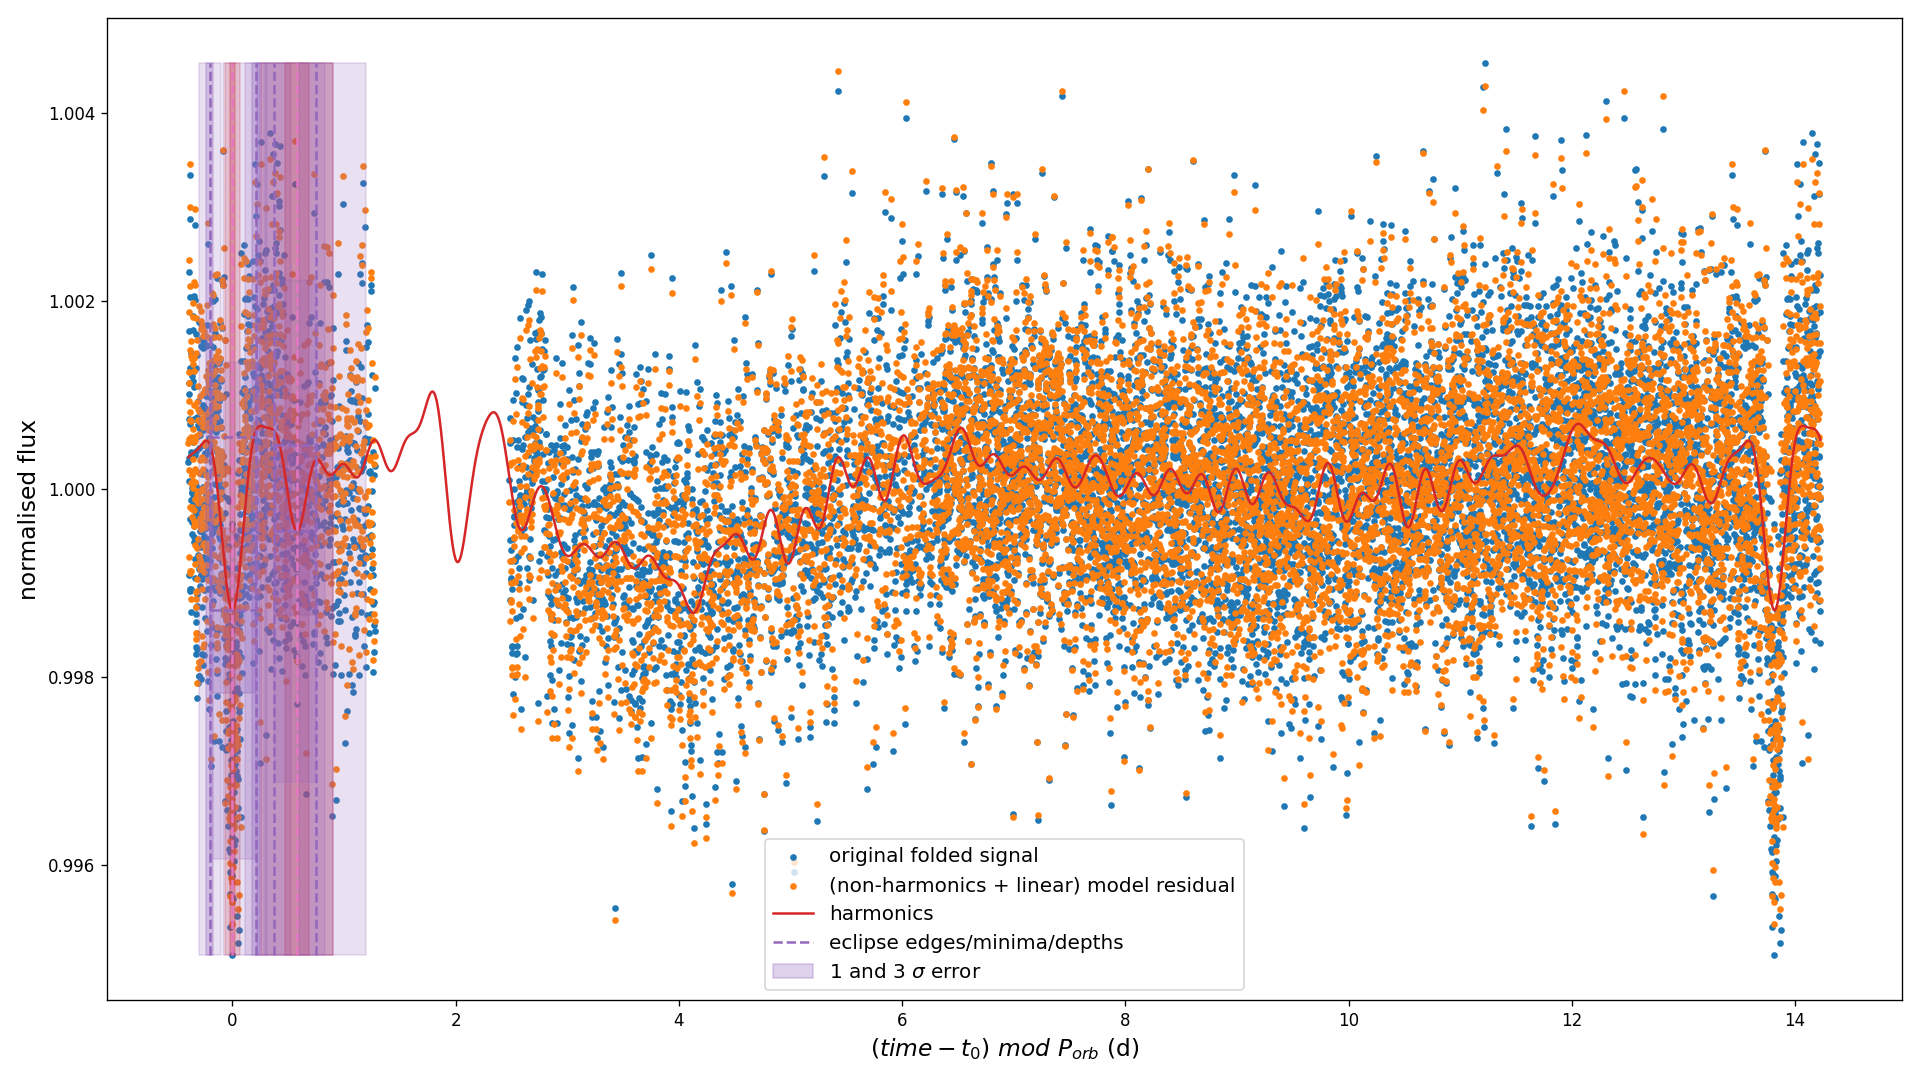 normalised flux
1.004
1.002
1.000
0.998
0.996
original folded signal
(non-harmonics + linear) model residual
harmonics
eclipse edges/minima/depths
1 and 3 σ error
0 2 4 6 8 10 12 14
(time − t₀) mod P_orb (d)